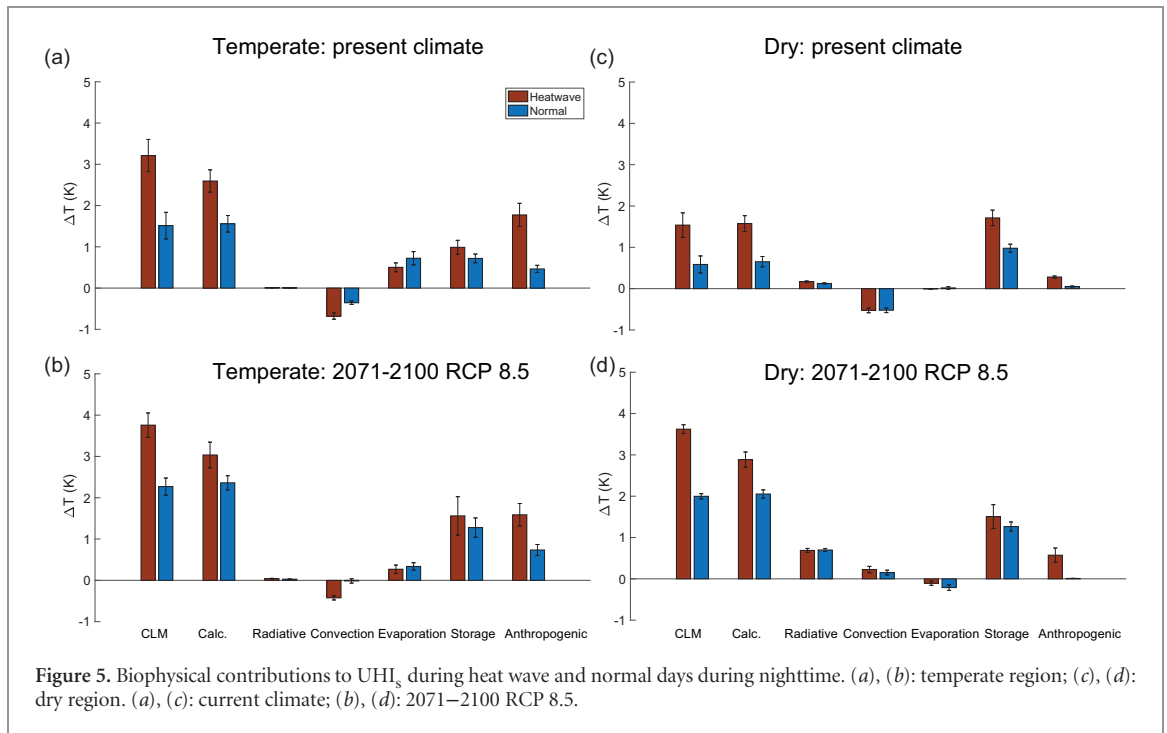 (a)
Temperate: present climate
5
4
3
2
1
0
-1
ΔT (K)
Heatwave
Normal
(c)
Dry: present climate
5
4
3
2
1
0
-1
ΔT (K)
(b)
Temperate: 2071-2100 RCP 8.5
5
4
3
2
1
0
-1
ΔT (K)
CLM Calc. Radiative Convection Evaporation Storage Anthropogenic
(d)
Dry: 2071-2100 RCP 8.5
5
4
3
2
1
0
-1
ΔT (K)
CLM Calc. Radiative Convection Evaporation Storage Anthropogenic
Figure 5. Biophysical contributions to UHIₛ during heat wave and normal days during nighttime. (a), (b): temperate region; (c), (d):
dry region. (a), (c): current climate; (b), (d): 2071−2100 RCP 8.5.